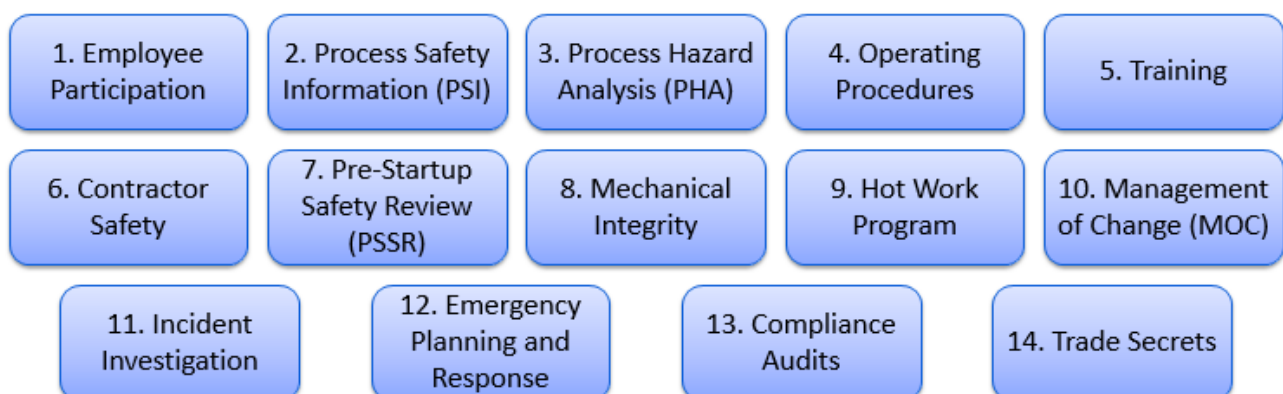 1. Employee
Participation
2. Process Safety
Information (PSI)
3. Process Hazard
Analysis (PHA)
4. Operating
Procedures
5. Training
6. Contractor
Safety
7. Pre-Startup
Safety Review
(PSSR)
8. Mechanical
Integrity
9. Hot Work
Program
10. Management
of Change (MOC)
11. Incident
Investigation
12. Emergency
Planning and
Response
13. Compliance
Audits
14. Trade Secrets